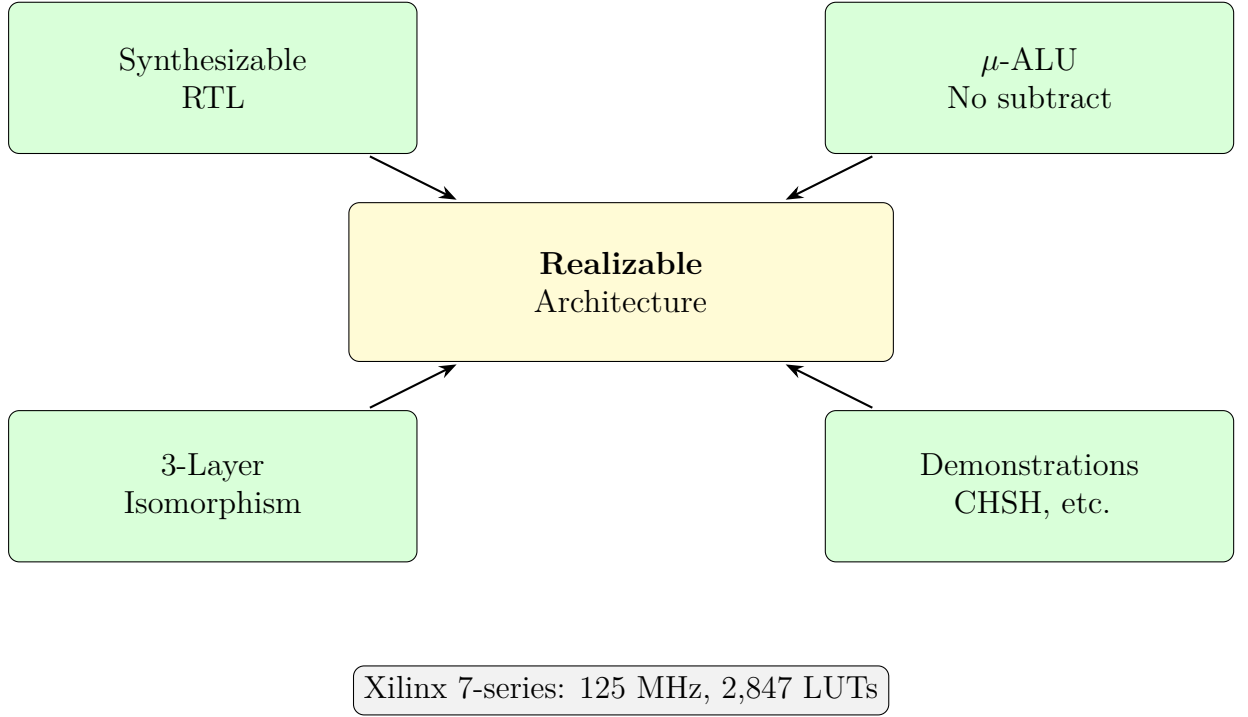 Synthesizable
RTL
μ-ALU
No subtract
Realizable
Architecture
3-Layer
Isomorphism
Demonstrations
CHSH, etc.
Xilinx 7-series: 125 MHz, 2,847 LUTs